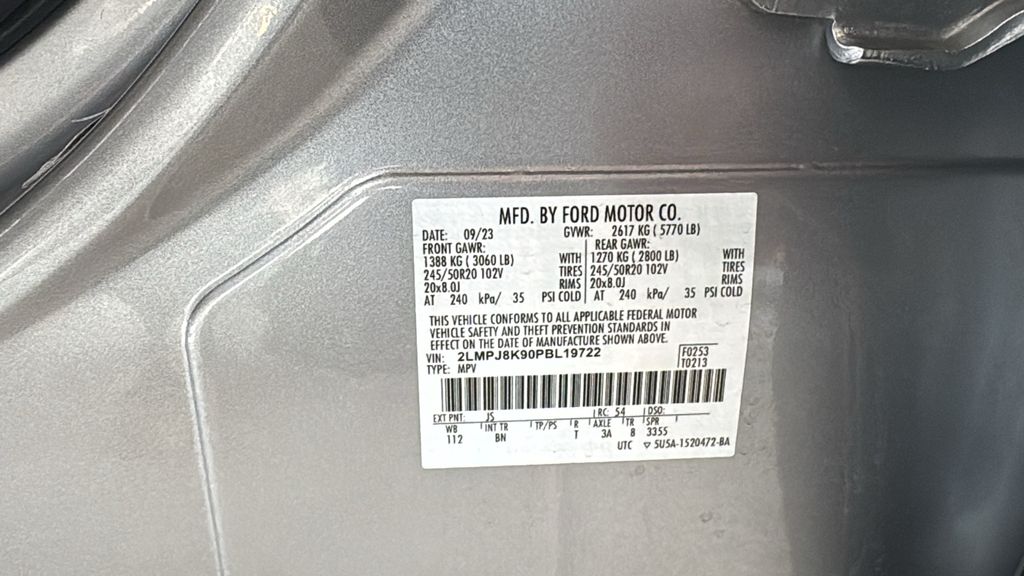 MFD. BY FORD MOTOR CO.
DATE: 09/23 GVWR: 2617 KG ( 5770 LB)
FRONT GAWR: REAR GAWR:
1388 KG ( 3060 LB) WITH 1270 KG ( 2800 LB) WITH
245/50R20 102V TIRES 245/50R20 102V TIRES
20x8.0J RIMS 20x8.0J RIMS
AT 240 kPa/ 35 PSI COLD AT 240 kPa/ 35 PSI COLD
THIS VEHICLE CONFORMS TO ALL APPLICABLE FEDERAL MOTOR
VEHICLE SAFETY AND THEFT PREVENTION STANDARDS IN
EFFECT ON THE DATE OF MANUFACTURE SHOWN ABOVE.
VIN: 2LMPJ8K90PBL19722 F0253
TYPE: MPV T0213
EXT PNT: JS RC: 54 DSO:
WB INT TR TP/PS R AXLE TR SPR
112 BN T 3A 8 3355
UTC ▽ 5U5A-1520472-BA